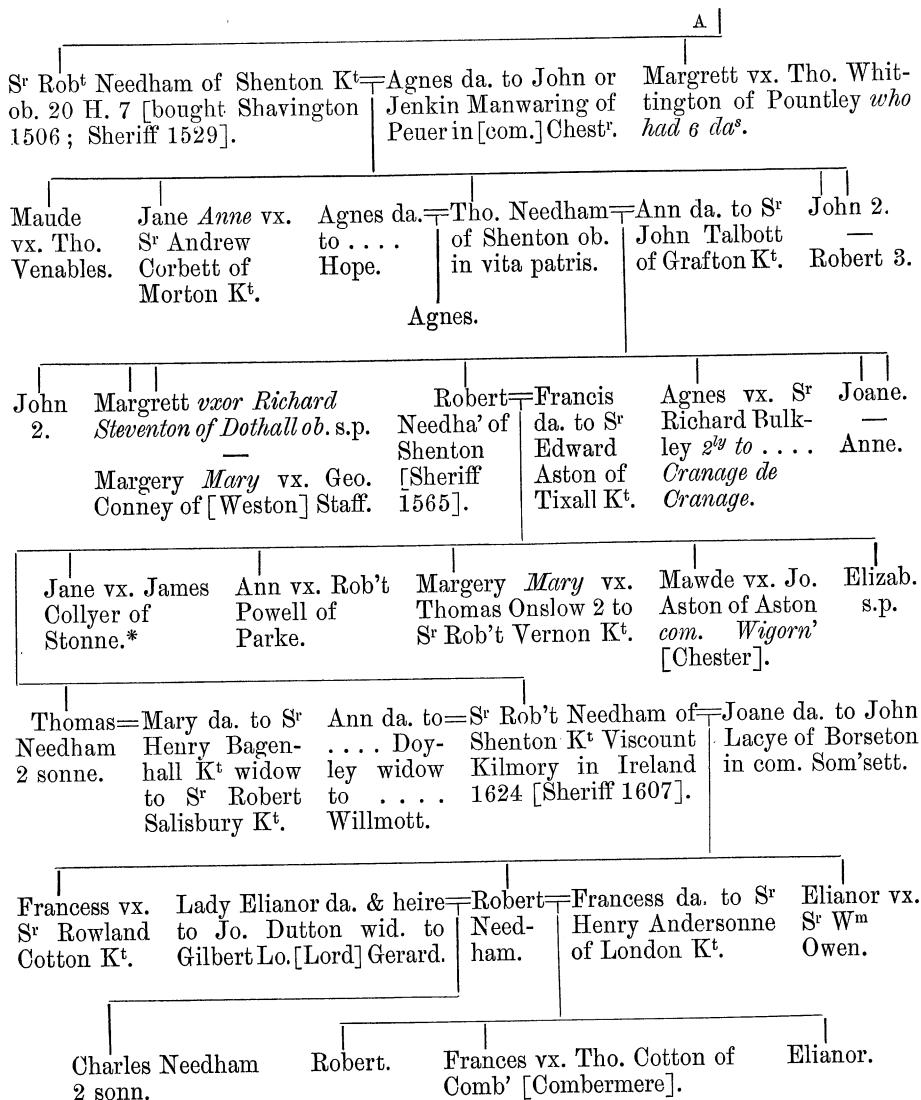 A
Sr Robt Needham of Shenton Kt=Agnes da. to John or
ob. 20 H. 7 [bought Shavington
1506; Sheriff 1529].
Jenkin Manwaring of
Peuer in [com.] Chestr.
Margrett vx. Tho. Whit-
tington of Pountley who
had 6 das.
Maude
vx. Tho.
Venables.
Jane Anne vx.
Sr Andrew
Corbett of
Morton Kt.
Agnes da.=Tho. Needham=Ann da. to Sr
to ....
Hope.
of Shenton ob.
in vita patris.
John Talbott
of Grafton Kt.
John 2.
—
Robert 3.
Agnes.
John
2.
Margrett vxor Richard
Steventon of Dothall ob. s.p.
—
Margery Mary vx. Geo.
Conney of [Weston] Staff.
Robert=Francis
Needha' of
Shenton
[Sheriff
1565].
da. to Sr
Edward
Aston of
Tixall Kt.
Agnes vx. Sr
Richard Bulk-
ley 2ly to ....
Cranage de
Cranage.
Joane.
—
Anne.
Jane vx. James
Collyer of
Stonne.*
Ann vx. Rob't
Powell of
Parke.
Margery Mary vx.
Thomas Onslow 2 to
Sr Rob't Vernon Kt.
Mawde vx. Jo.
Aston of Aston
com. Wigorn'
[Chester].
Elizab.
s.p.
Thomas=Mary da. to Sr
Needham
2 sonne.
Henry Bagen-
hall Kt widow
to Sr Robert
Salisbury Kt.
Ann da. to=Sr Rob't Needham of=Joane da. to John
.... Doy-
ley widow
to ....
Willmott.
Shenton Kt Viscount
Kilmory in Ireland
1624 [Sheriff 1607].
Lacye of Borseton
in com. Som'sett.
Francess vx.
Sr Rowland
Cotton Kt.
Lady Elianor da. & heire=Robert=Francess da. to Sr
to Jo. Dutton wid. to
Gilbert Lo. [Lord] Gerard.
Need-
ham.
Henry Andersonne
of London Kt.
Elianor vx.
Sr Wm
Owen.
Charles Needham
2 sonn.
Robert.
Frances vx. Tho. Cotton of
Comb' [Combermere].
Elianor.